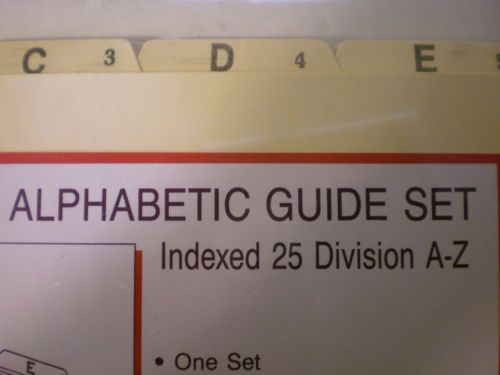 C 3 D 4 E
ALPHABETIC GUIDE SET
Indexed 25 Division A-Z
• One Set
E